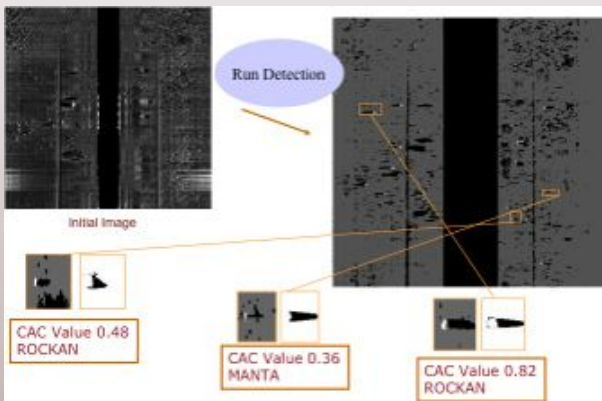 Run Detection
Initial Image
CAC Value 0.48
ROCKAN
CAC Value 0.36
MANTA
CAC Value 0.82
ROCKAN